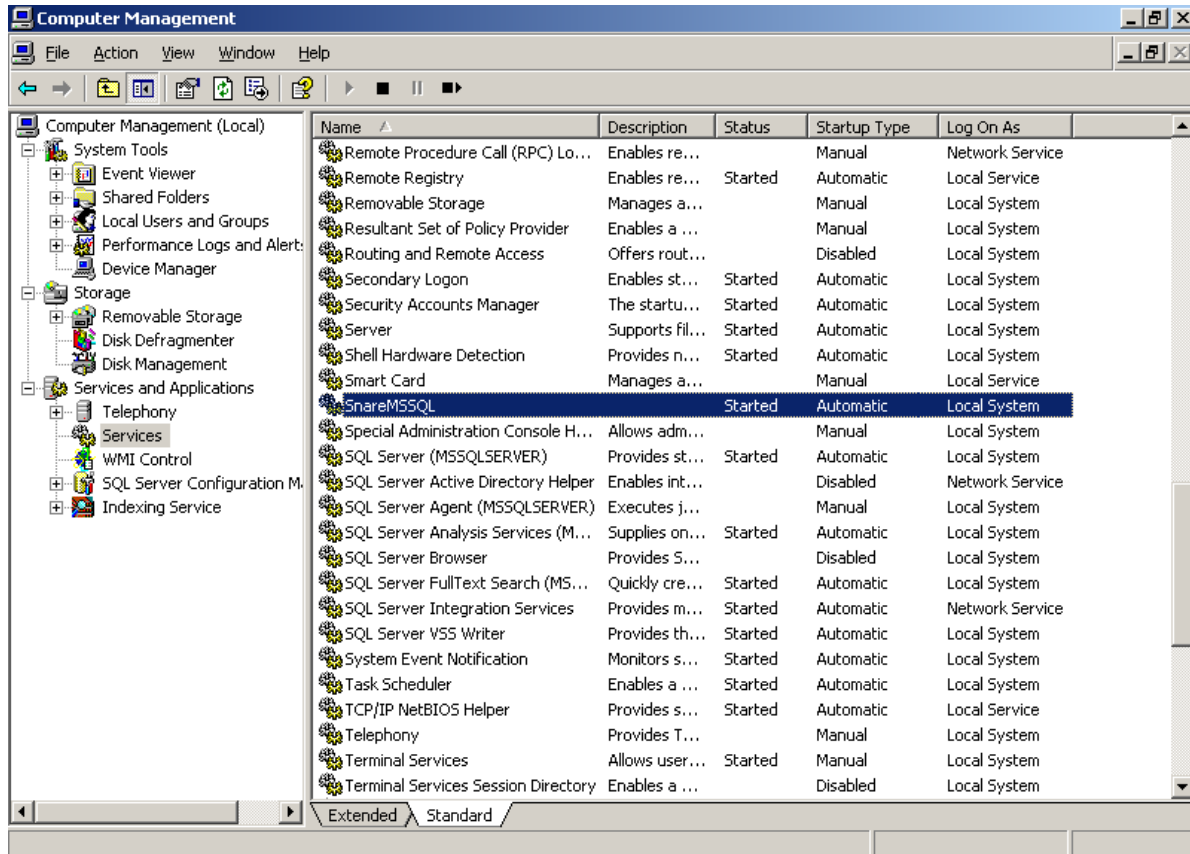 Computer Management
File Action View Window Help
Computer Management (Local)
System Tools
Event Viewer
Shared Folders
Local Users and Groups
Performance Logs and Alert
Device Manager
Storage
Removable Storage
Disk Defragmenter
Disk Management
Services and Applications
Telephony
Services
WMI Control
SQL Server Configuration M
Indexing Service
Name Description Status Startup Type Log On As
Remote Procedure Call (RPC) Lo... Enables re... Manual Network Service
Remote Registry Enables re... Started Automatic Local Service
Removable Storage Manages a... Manual Local System
Resultant Set of Policy Provider Enables a ... Manual Local System
Routing and Remote Access Offers rout... Disabled Local System
Secondary Logon Enables st... Started Automatic Local System
Security Accounts Manager The startu... Started Automatic Local System
Server Supports fil... Started Automatic Local System
Shell Hardware Detection Provides n... Started Automatic Local System
Smart Card Manages a... Manual Local Service
SnareMSSQL Started Automatic Local System
Special Administration Console H... Allows adm... Manual Local System
SQL Server (MSSQLSERVER) Provides st... Started Automatic Local System
SQL Server Active Directory Helper Enables int... Disabled Network Service
SQL Server Agent (MSSQLSERVER) Executes j... Manual Local System
SQL Server Analysis Services (M... Supplies on... Started Automatic Local System
SQL Server Browser Provides S... Disabled Local System
SQL Server FullText Search (MS... Quickly cre... Started Automatic Local System
SQL Server Integration Services Provides m... Started Automatic Network Service
SQL Server VSS Writer Provides th... Started Automatic Local System
System Event Notification Monitors s... Started Automatic Local System
Task Scheduler Enables a ... Started Automatic Local System
TCP/IP NetBIOS Helper Provides s... Started Automatic Local Service
Telephony Provides T... Manual Local System
Terminal Services Allows user... Started Manual Local System
Terminal Services Session Directory Enables a ... Disabled Local System
Extended Standard